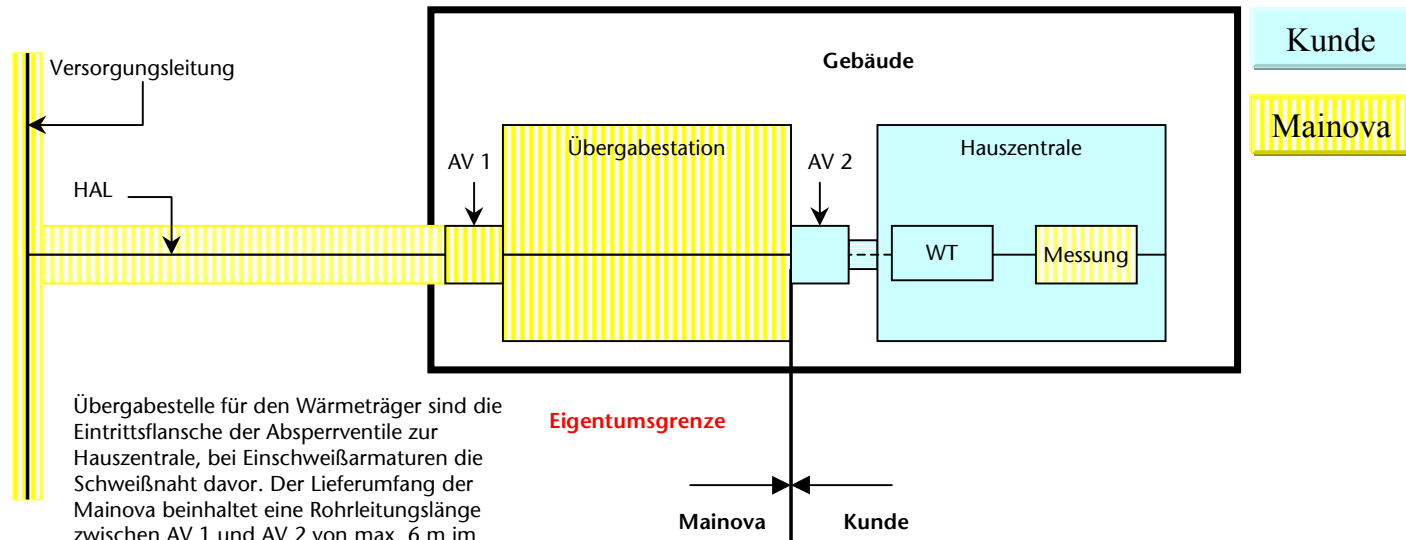 Versorgungsleitung
HAL
Gebäude
AV 1
Übergabestation
AV 2
Hauszentrale
WT
Messung
Kunde
Mainova
Übergabestelle für den Wärmeträger sind die
Eintrittsflansche der Absperrventile zur
Hauszentrale, bei Einschweißarmaturen die
Schweißnaht davor. Der Lieferumfang der
Mainova beinhaltet eine Rohrleitungslänge
zwischen AV 1 und AV 2 von max. 6 m im
Eigentumsgrenze
Mainova
Kunde